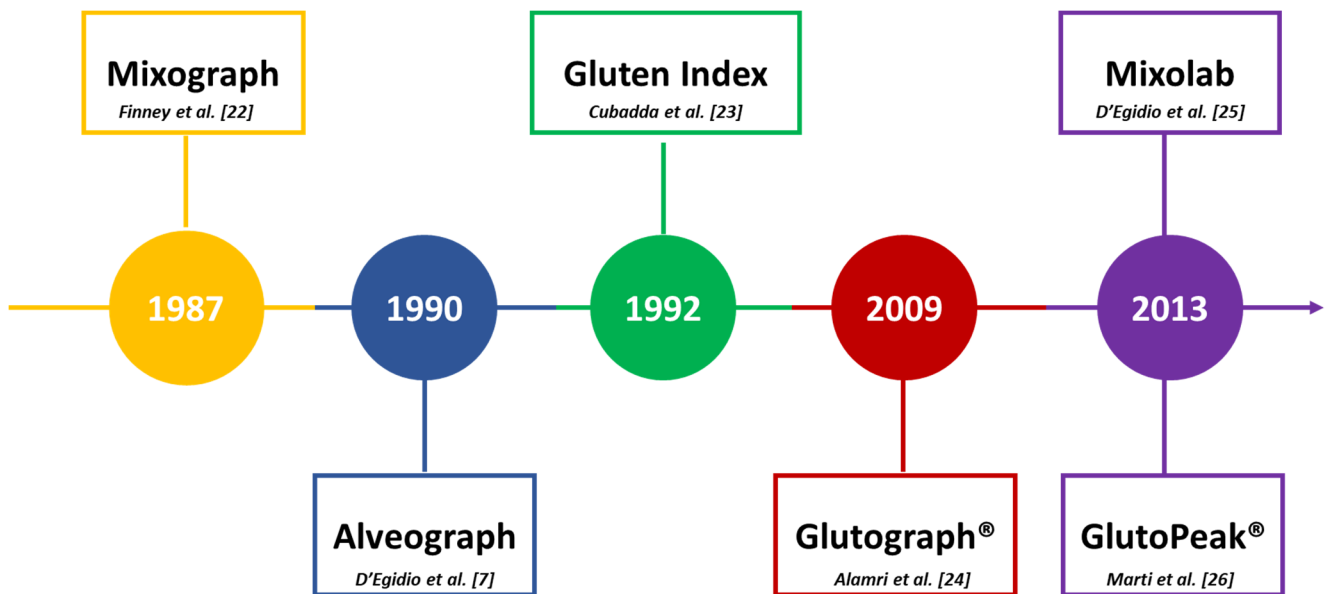 Mixograph
Finney et al. [22]
Gluten Index
Cubadda et al. [23]
Mixolab
D’Egidio et al. [25]
1987
1990
1992
2009
2013
Alveograph
D’Egidio et al. [7]
Glutograph®
Alamri et al. [24]
GlutoPeak®
Marti et al. [26]